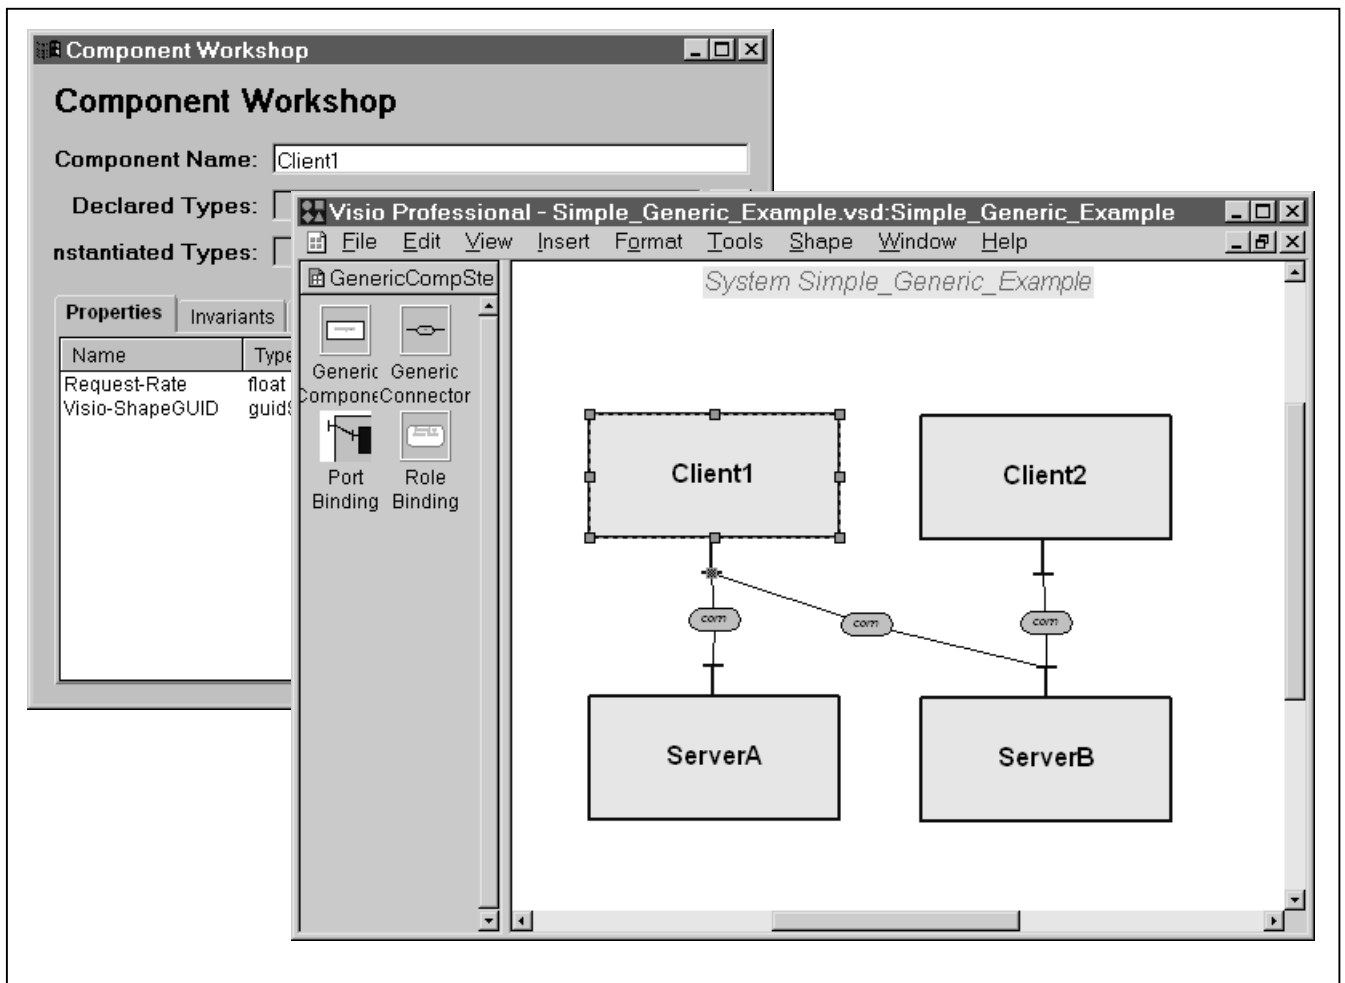 Component Workshop
Component Workshop
Component Name: Client1
Declared Types:
nstantiated Types:
Properties Invariants
Name Type
Request-Rate float
Visio-ShapeGUID guid
Visio Professional - Simple_Generic_Example.vsd:Simple_Generic_Example
File Edit View Insert Format Tools Shape Window Help
GenericCompSte
Generic Generic
Compone Connector
Port Role
Binding Binding
System Simple_Generic_Example
Client1 Client2
com com com
ServerA ServerB